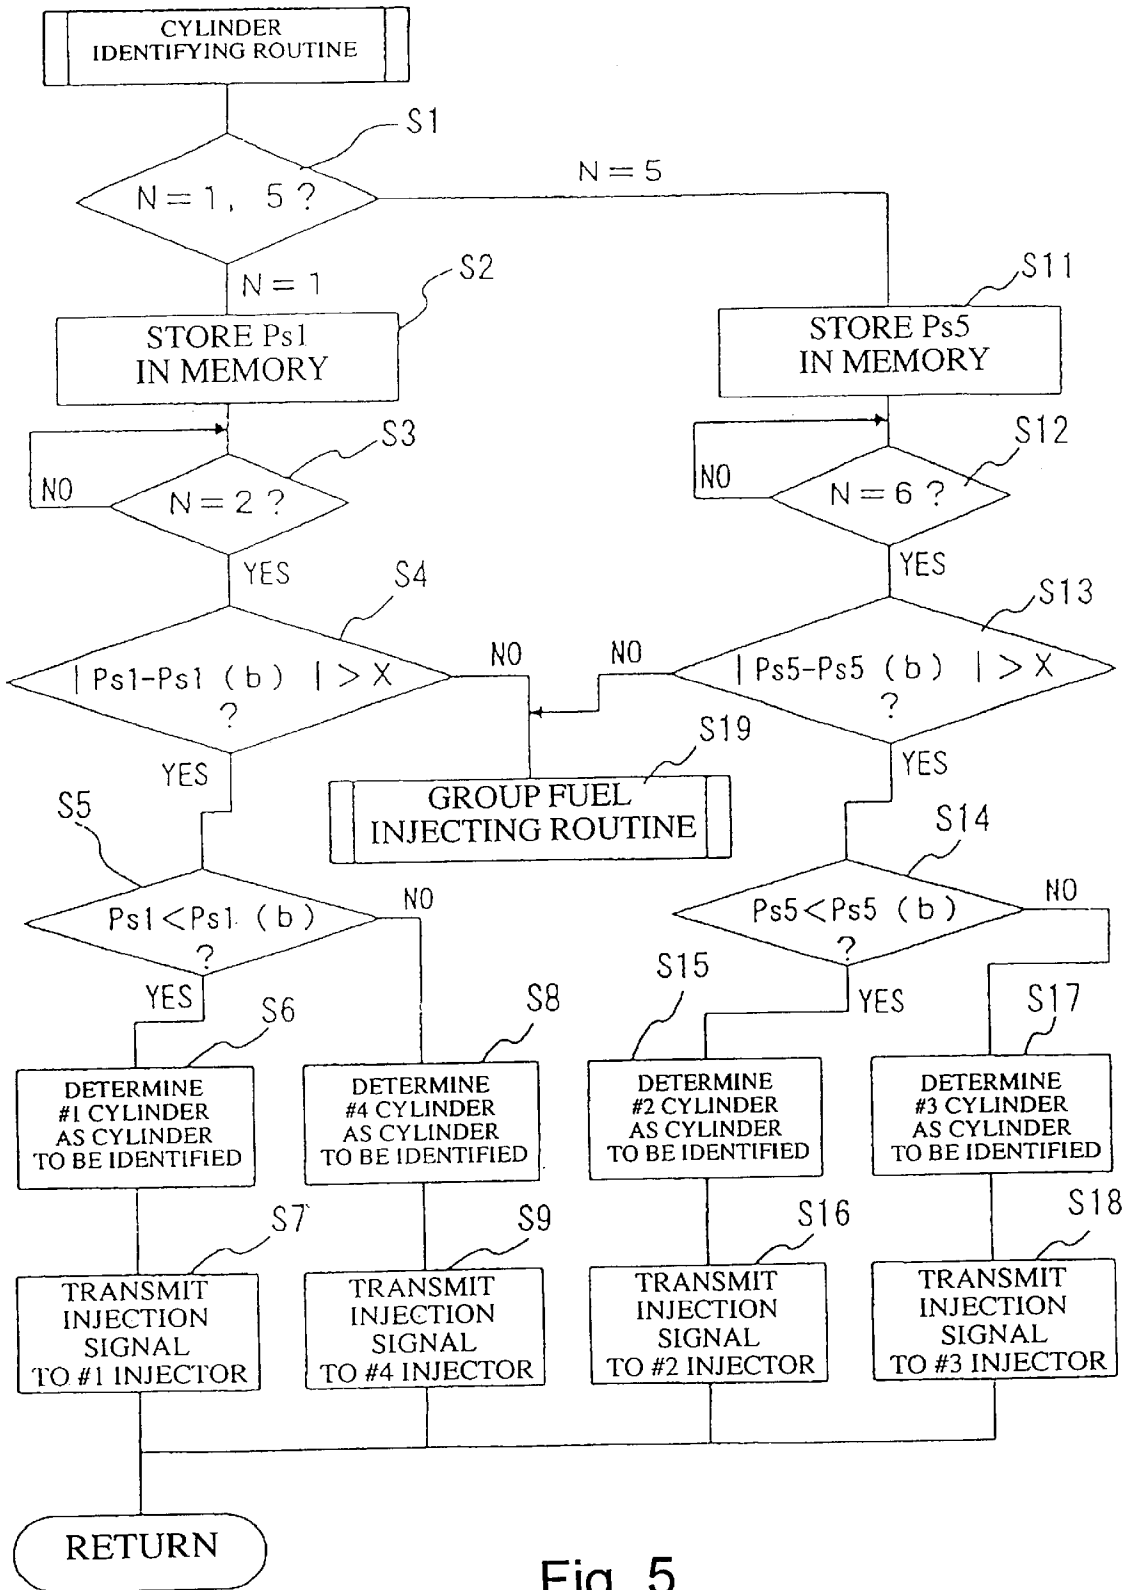 CYLINDER
IDENTIFYING ROUTINE
S1
N=1, 5?
N=5
N=1
S2
STORE Ps1
IN MEMORY
S11
STORE Ps5
IN MEMORY
S3
NO
N=2?
YES
S12
NO
N=6?
YES
S4
|Ps1-Ps1 (b) |>X
?
NO
YES
S13
NO
|Ps5-Ps5 (b) |>X
?
YES
S19
GROUP FUEL
INJECTING ROUTINE
S5
Ps1<Ps1 (b)
?
NO
YES
S14
Ps5<Ps5 (b)
?
NO
YES
S6
DETERMINE
#1 CYLINDER
AS CYLINDER
TO BE IDENTIFIED
S8
DETERMINE
#4 CYLINDER
AS CYLINDER
TO BE IDENTIFIED
S15
DETERMINE
#2 CYLINDER
AS CYLINDER
TO BE IDENTIFIED
S17
DETERMINE
#3 CYLINDER
AS CYLINDER
TO BE IDENTIFIED
S7
TRANSMIT
INJECTION
SIGNAL
TO #1 INJECTOR
S9
TRANSMIT
INJECTION
SIGNAL
TO #4 INJECTOR
S16
TRANSMIT
INJECTION
SIGNAL
TO #2 INJECTOR
S18
TRANSMIT
INJECTION
SIGNAL
TO #3 INJECTOR
RETURN
Fig. 5